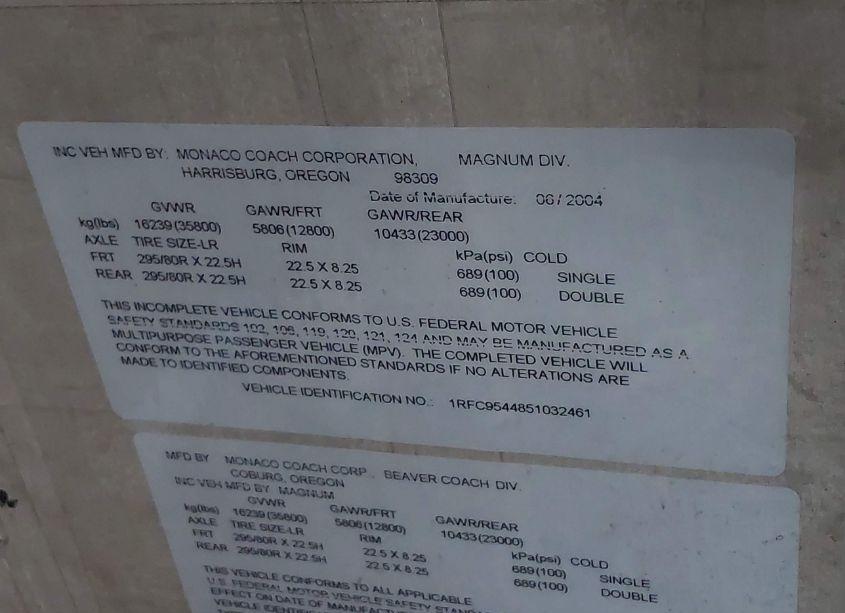 INC VEH MFD BY: MONACO COACH CORPORATION, MAGNUM DIV.
HARRISBURG, OREGON 98309
Date of Manufacture: 06/2004
GVWR GAWR/FRT GAWR/REAR
kg(lbs) 16239(35800) 5806(12800) 10433(23000)
AXLE TIRE SIZE-LR RIM kPa(psi) COLD
FRT 295/80R X 22.5H 22.5 X 8.25 689(100) SINGLE
REAR 295/80R X 22.5H 22.5 X 8.25 689(100) DOUBLE
THIS INCOMPLETE VEHICLE CONFORMS TO U.S. FEDERAL MOTOR VEHICLE
SAFETY STANDARDS 102, 106, 119, 120, 121, 124 AND MAY BE MANUFACTURED AS A
MULTIPURPOSE PASSENGER VEHICLE (MPV). THE COMPLETED VEHICLE WILL
CONFORM TO THE AFOREMENTIONED STANDARDS IF NO ALTERATIONS ARE
MADE TO IDENTIFIED COMPONENTS.
VEHICLE IDENTIFICATION NO.: 1RFC9544851032461
MFD BY MONACO COACH CORP. BEAVER COACH DIV.
COBURG, OREGON
INC VEH MFD BY MAGNUM
GVWR GAWR/FRT GAWR/REAR
kg(lbs) 16239(35800) 5806(12800) 10433(23000)
AXLE TIRE SIZE-LR RIM kPa(psi) COLD
FRT 295/80R X 22.5H 22.5 X 8.25 689(100) SINGLE
REAR 295/80R X 22.5H 22.5 X 8.25 689(100) DOUBLE
THIS VEHICLE CONFORMS TO ALL APPLICABLE
U.S. FEDERAL MOTOR VEHICLE SAFETY
EFFECT ON DATE OF
VEHICLE